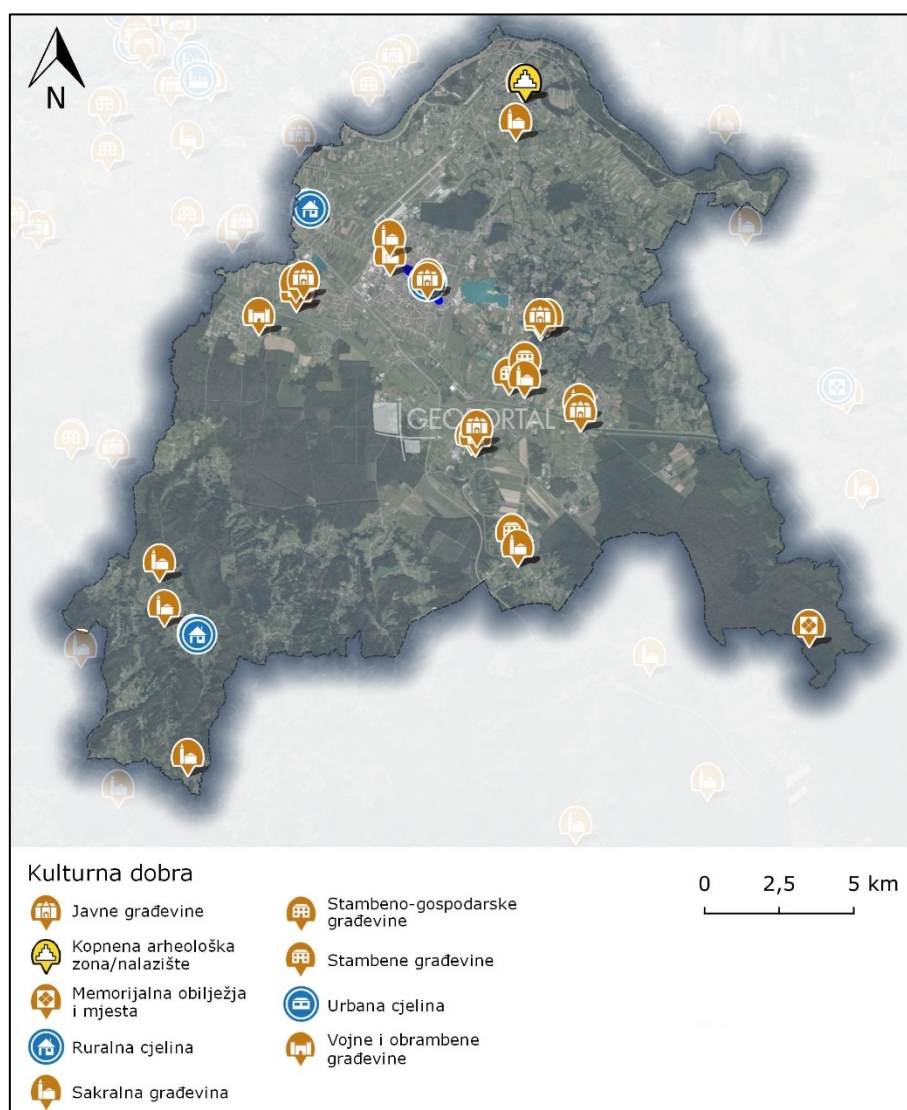 N
GEOPORTAL
Kulturna dobra
Javne građevine
Kopnena arheološka
zona/nalazište
Memorijalna obilježja
i mjesta
Ruralna cjelina
Sakralna građevina
Stambeno-gospodarske
građevine
Stambene građevine
Urbana cjelina
Vojne i obrambene
građevine
0 2,5 5 km